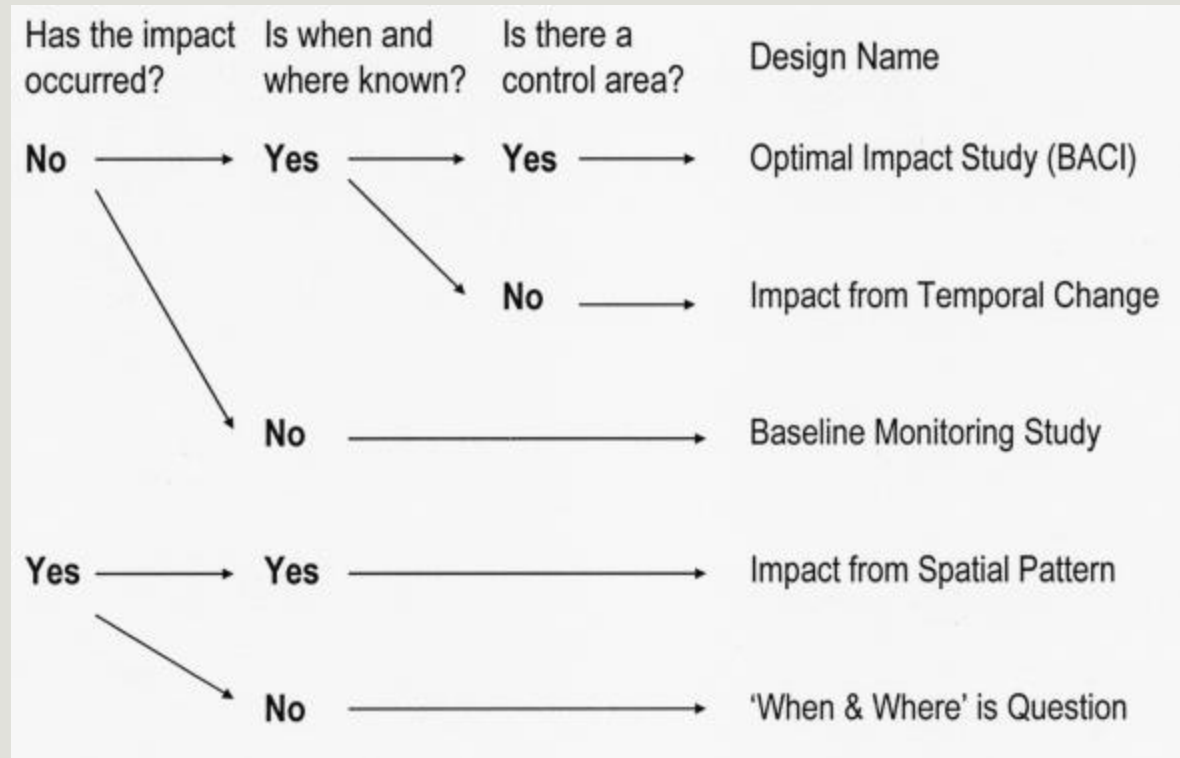 Has the impact occurred?
Is when and where known?
Is there a control area?
Design Name
No Yes Yes Optimal Impact Study (BACI)
No Impact from Temporal Change
No Baseline Monitoring Study
Yes Yes Impact from Spatial Pattern
No ‘When & Where’ is Question